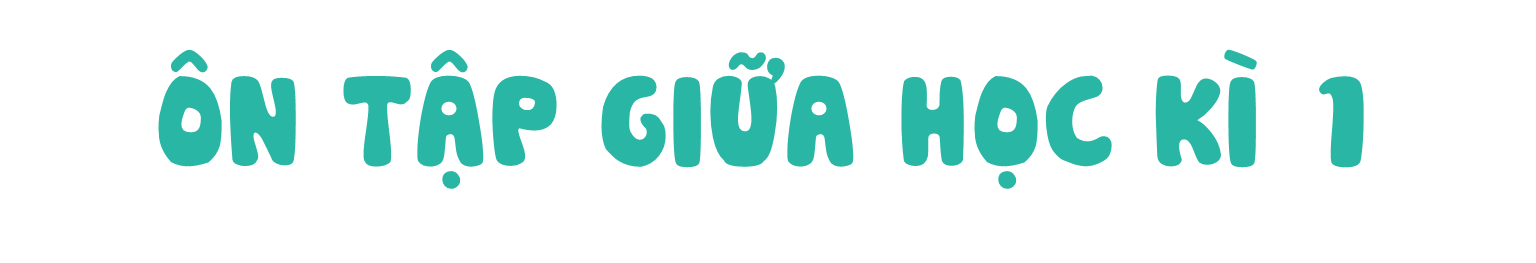 ÔN TẬP GIỮA HỌC KÌ 1